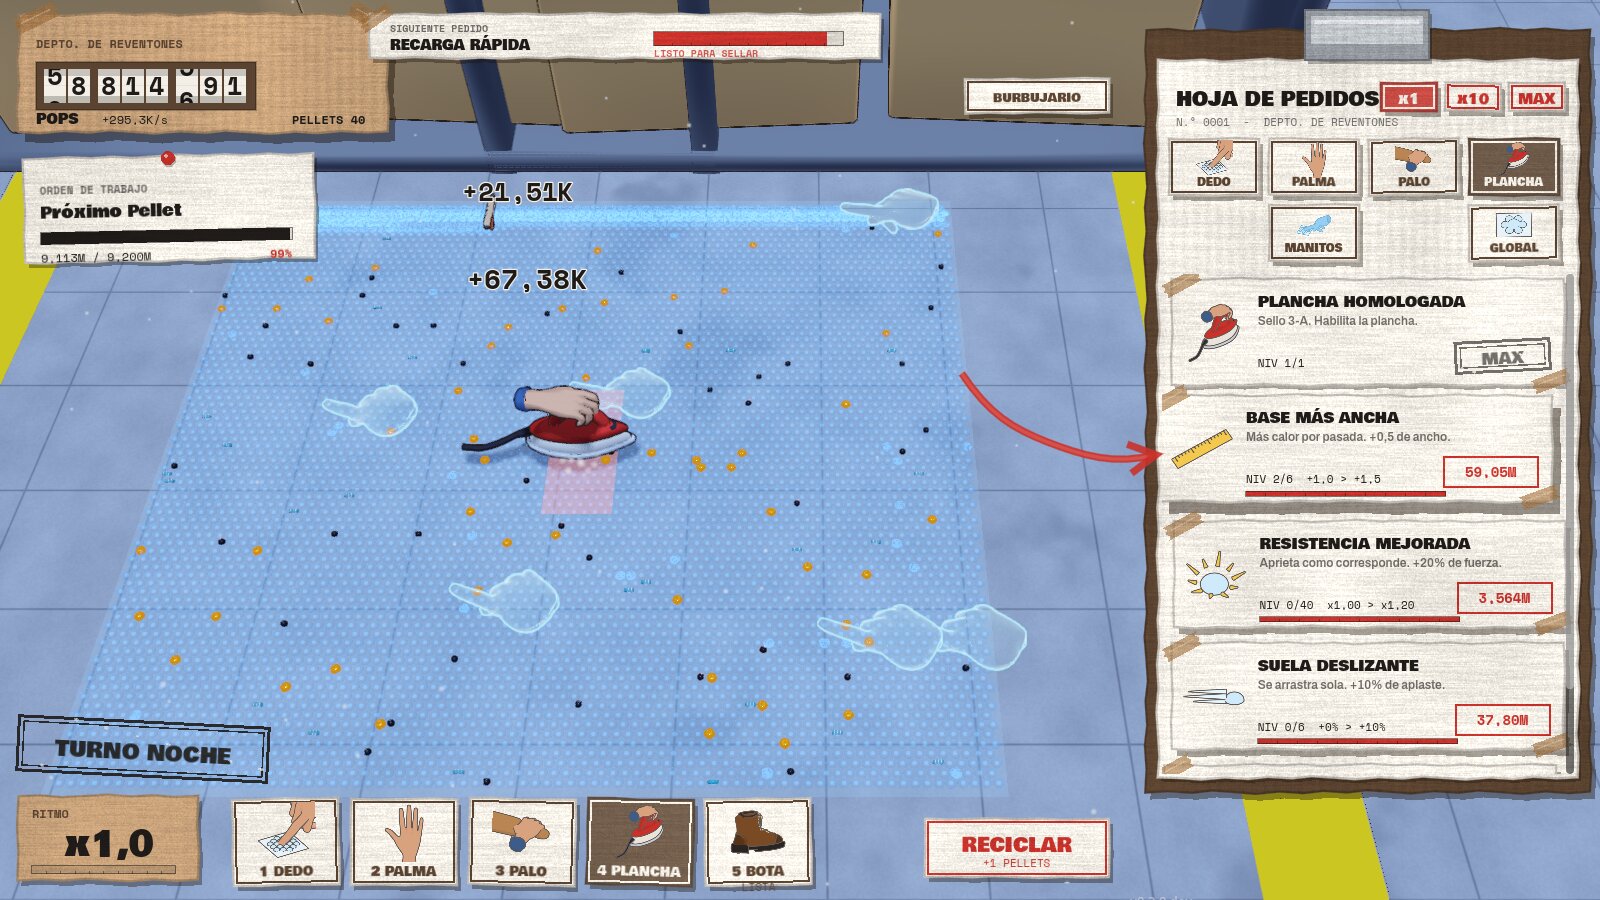 DEPTO. DE REVENTONES
POPS +295.3K/s PELLETS 40
SIGUIENTE PEDIDO
RECARGA RÁPIDA
LISTO PARA SELLAR
BURBUJARIO
ORDEN DE TRABAJO
Próximo Pellet
9.113M / 9.200M 99%
+21,51K
+67,38K
HOJA DE PEDIDOS x1 x10 MAX
N.° 0001 - DEPTO. DE REVENTONES
DEDO PALMA PALO PLANCHA
MANITOS GLOBAL
PLANCHA HOMOLOGADA
Sello 3-A. Habilita la plancha.
NIV 1/1 MAX
BASE MÁS ANCHA
Más calor por pasada. +0,5 de ancho.
NIV 2/6 +1,0 > +1,5 59,05M
RESISTENCIA MEJORADA
Aprieta como corresponde. +20% de fuerza.
NIV 0/40 x1,00 > x1,20 3,564M
SUELA DESLIZANTE
Se arrastra sola. +10% de aplaste.
NIV 0/6 +0% > +10% 37,80M
TURNO NOCHE
RITMO
x1,0
1 DEDO 2 PALMA 3 PALO 4 PLANCHA 5 BOTA
LISTA
RECICLAR
+1 PELLETS